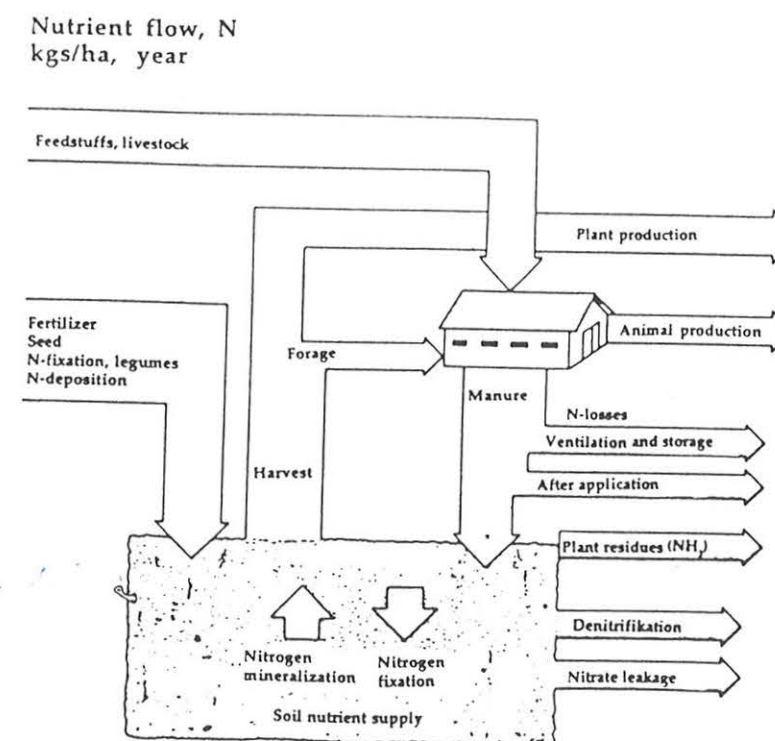 Nutrient flow, N
kgs/ha, year
Feedstuffs, livestock
Plant production
Fertilizer
Seed
N-fixation, legumes
N-deposition
Forage
Animal production
Manure
N-losses
Ventilation and storage
After application
Harvest
Plant residues (NH3)
Denitrifikation
Nitrogen
mineralization
Nitrogen
fixation
Nitrate leakage
Soil nutrient supply